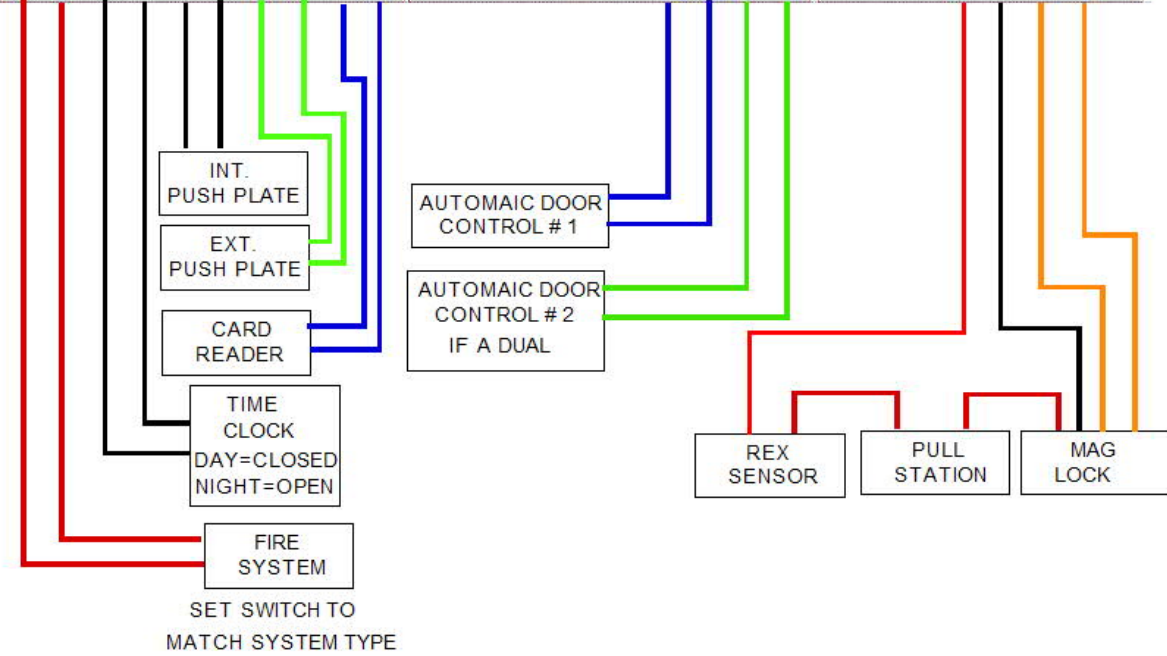 INT.
PUSH PLATE
EXT.
PUSH PLATE
CARD
READER
TIME
CLOCK
DAY=CLOSED
NIGHT=OPEN
FIRE
SYSTEM
SET SWITCH TO
MATCH SYSTEM TYPE
AUTOMAIC DOOR
CONTROL # 1
AUTOMAIC DOOR
CONTROL # 2
IF A DUAL
REX
SENSOR
PULL
STATION
MAG
LOCK